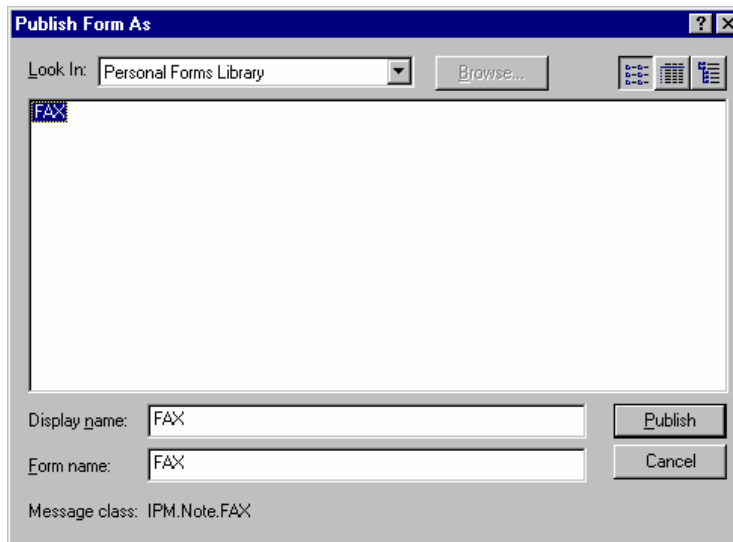 Publish Form As
Look In: Personal Forms Library Browse...
FAX
Display name: FAX Publish
Form name: FAX Cancel
Message class: IPM.Note.FAX